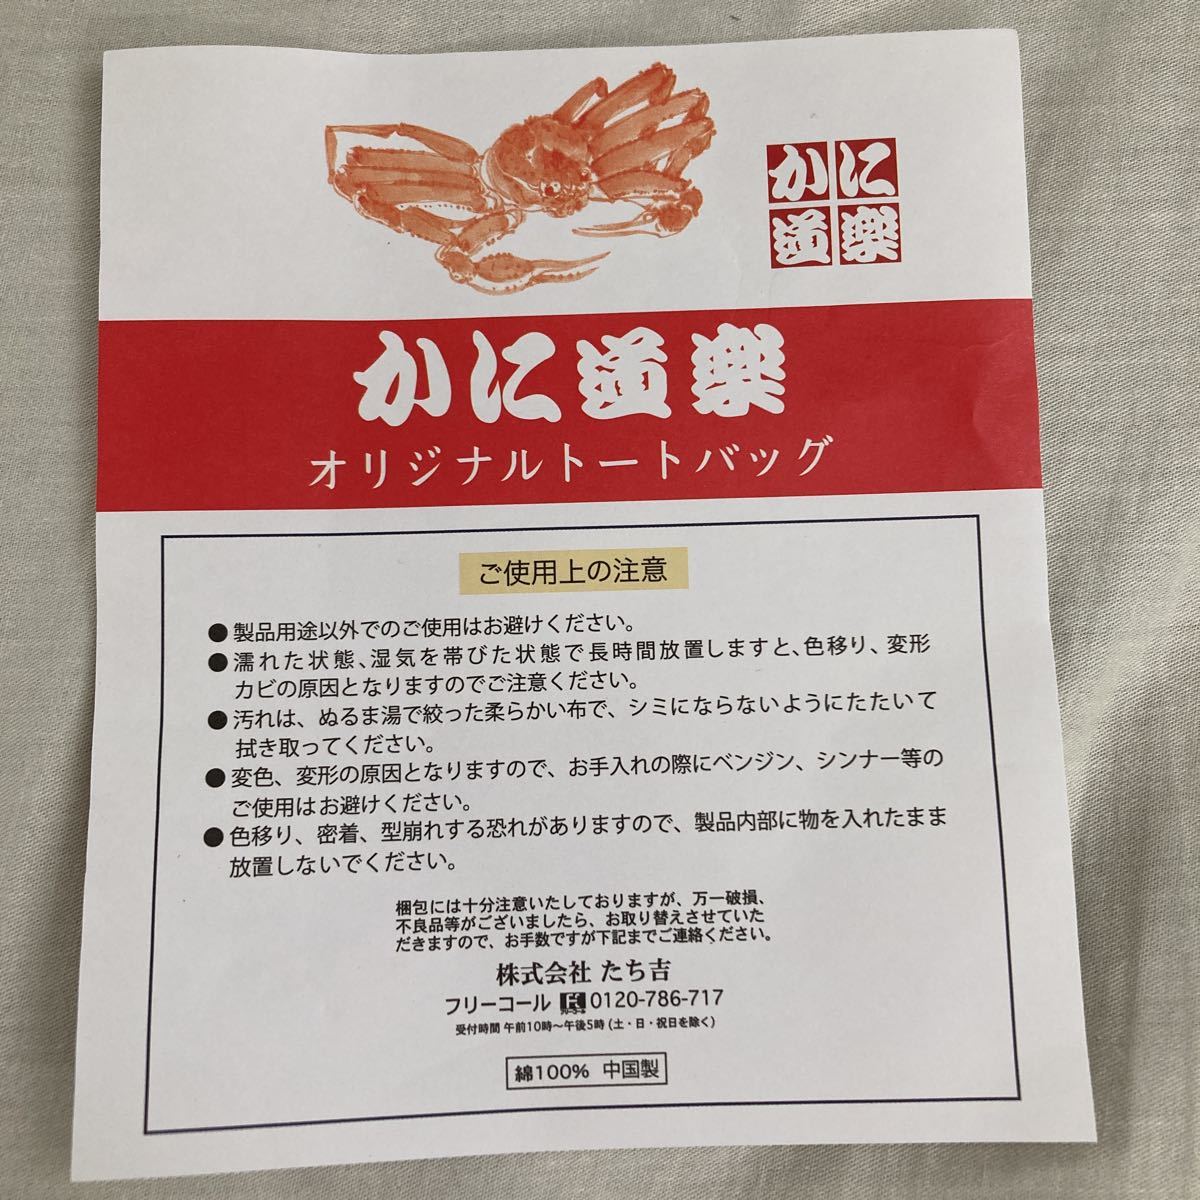 かに
道楽
かに道楽
オリジナルトートバッグ
ご使用上の注意
●製品用途以外でのご使用はお避けください。
●濡れた状態、湿気を帯びた状態で長時間放置しますと、色移り、変形
カビの原因となりますのでご注意ください。
●汚れは、ぬるま湯で絞った柔らかい布で、シミにならないようにたたいて
拭き取ってください。
●変色、変形の原因となりますので、お手入れの際にベンジン、シンナー等の
ご使用はお避けください。
●色移り、密着、型崩れする恐れがありますので、製品内部に物を入れたまま
放置しないでください。
梱包には十分注意いたしておりますが、万一破損、
不良品等がございましたら、お取り替えさせていた
だきますので、お手数ですが下記までご連絡ください。
株式会社 たち吉
フリーコール 0120-786-717
受付時間 午前10時〜午後5時 (土・日・祝日を除く)
綿100% 中国製